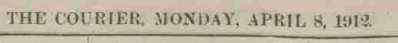 THE COURIER, MONDAY, APRIL 8, 1912.